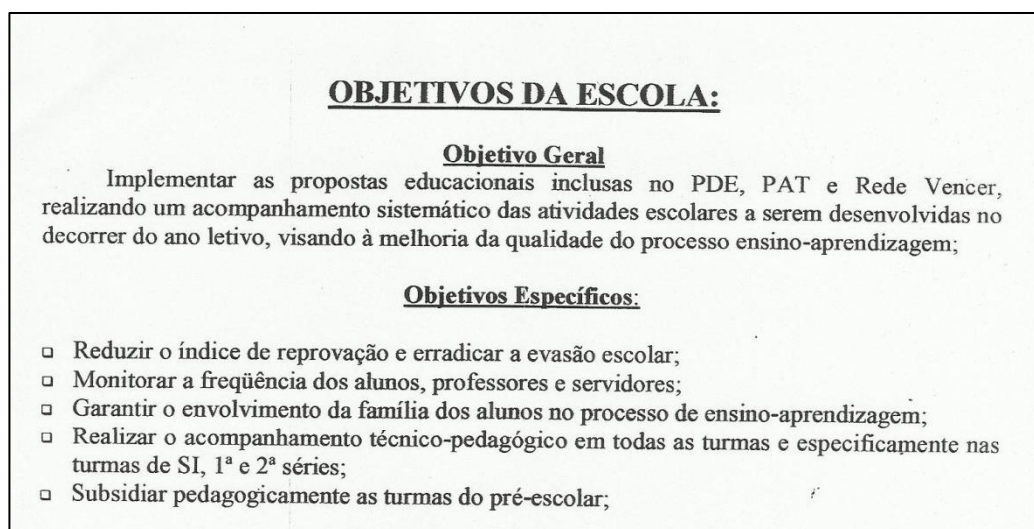 OBJETIVOS DA ESCOLA:
Objetivo Geral
Implementar as propostas educacionais inclusas no PDE, PAT e Rede Vencer,
realizando um acompanhamento sistemático das atividades escolares a serem desenvolvidas no
decorrer do ano letivo, visando à melhoria da qualidade do processo ensino-aprendizagem;
Objetivos Específicos:
Reduzir o índice de reprovação e erradicar a evasão escolar;
Monitorar a freqüência dos alunos, professores e servidores;
Garantir o envolvimento da família dos alunos no processo de ensino-aprendizagem;
Realizar o acompanhamento técnico-pedagógico em todas as turmas e especificamente nas
turmas de SI, 1ª e 2ª séries;
Subsidiar pedagogicamente as turmas do pré-escolar;